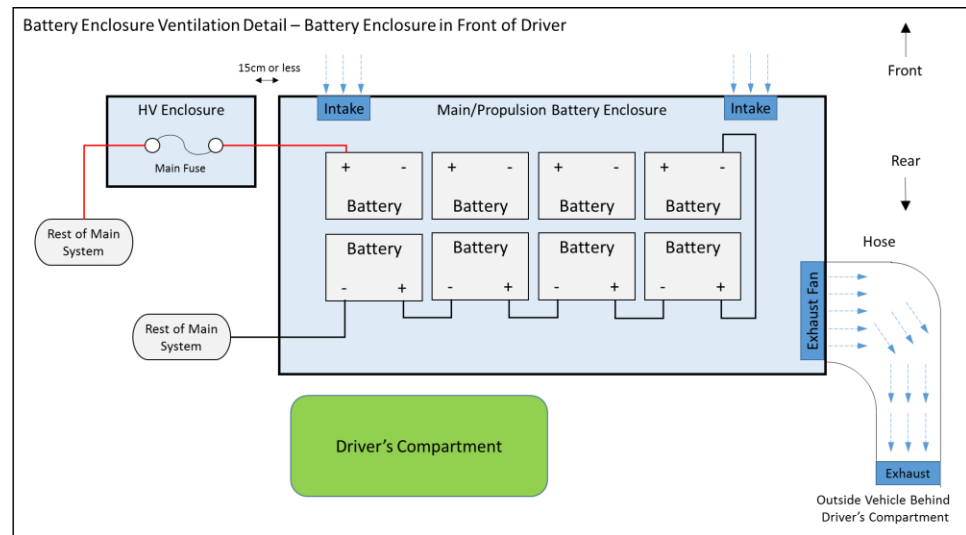 Battery Enclosure Ventilation Detail – Battery Enclosure in Front of Driver
Front
15cm or less
HV Enclosure
Main Fuse
Intake
Main/Propulsion Battery Enclosure
Intake
+ - + - + - + -
Battery Battery Battery Battery
Rear
Rest of Main
System
Battery Battery Battery Battery
- + - + - + - +
Hose
Exhaust Fan
Rest of Main
System
Driver's Compartment
Exhaust
Outside Vehicle Behind
Driver's Compartment